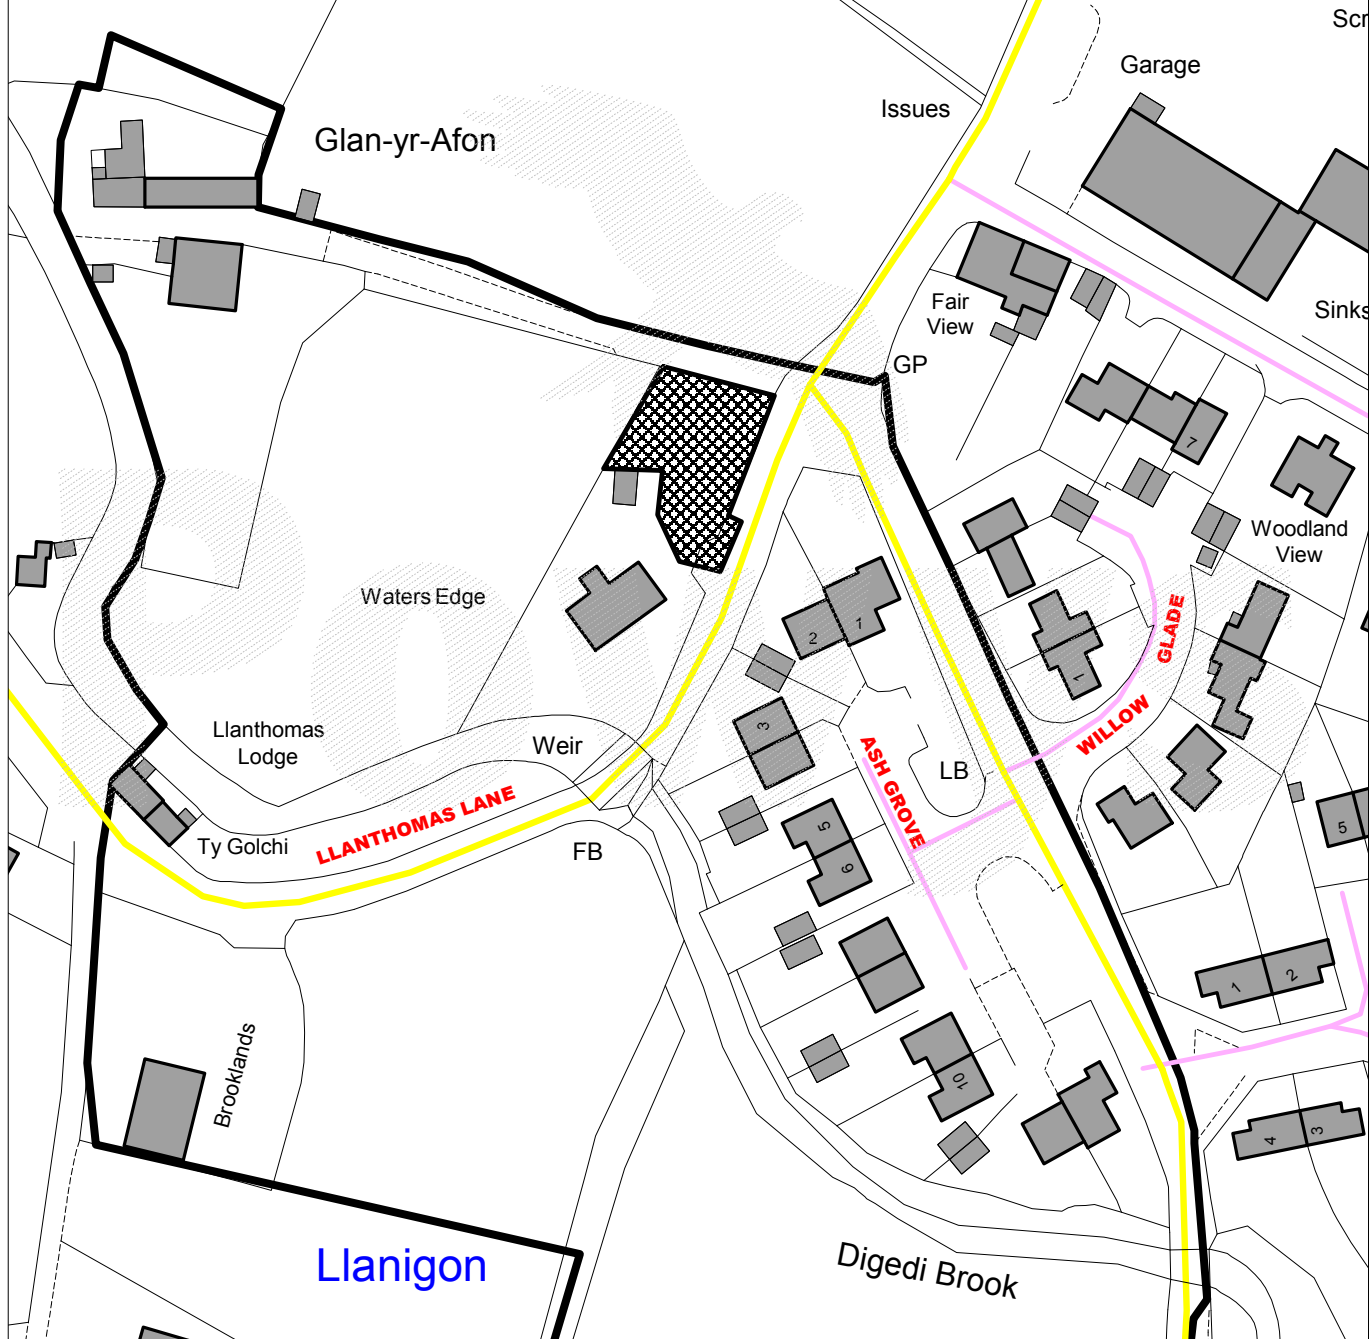 Scr
Garage
Issues
Glan-yr-Afon
Fair
View
Sinks
GP
7
Woodland
View
Waters Edge
GLADE
2
1
1
WILLOW
3
Llanthomas
Lodge
Weir
ASH GROVE
LB
LLANTHOMAS LANE
Ty Golchi
FB
5
6
5
1
2
Brooklands
10
4
3
Llanigon
Digedi Brook